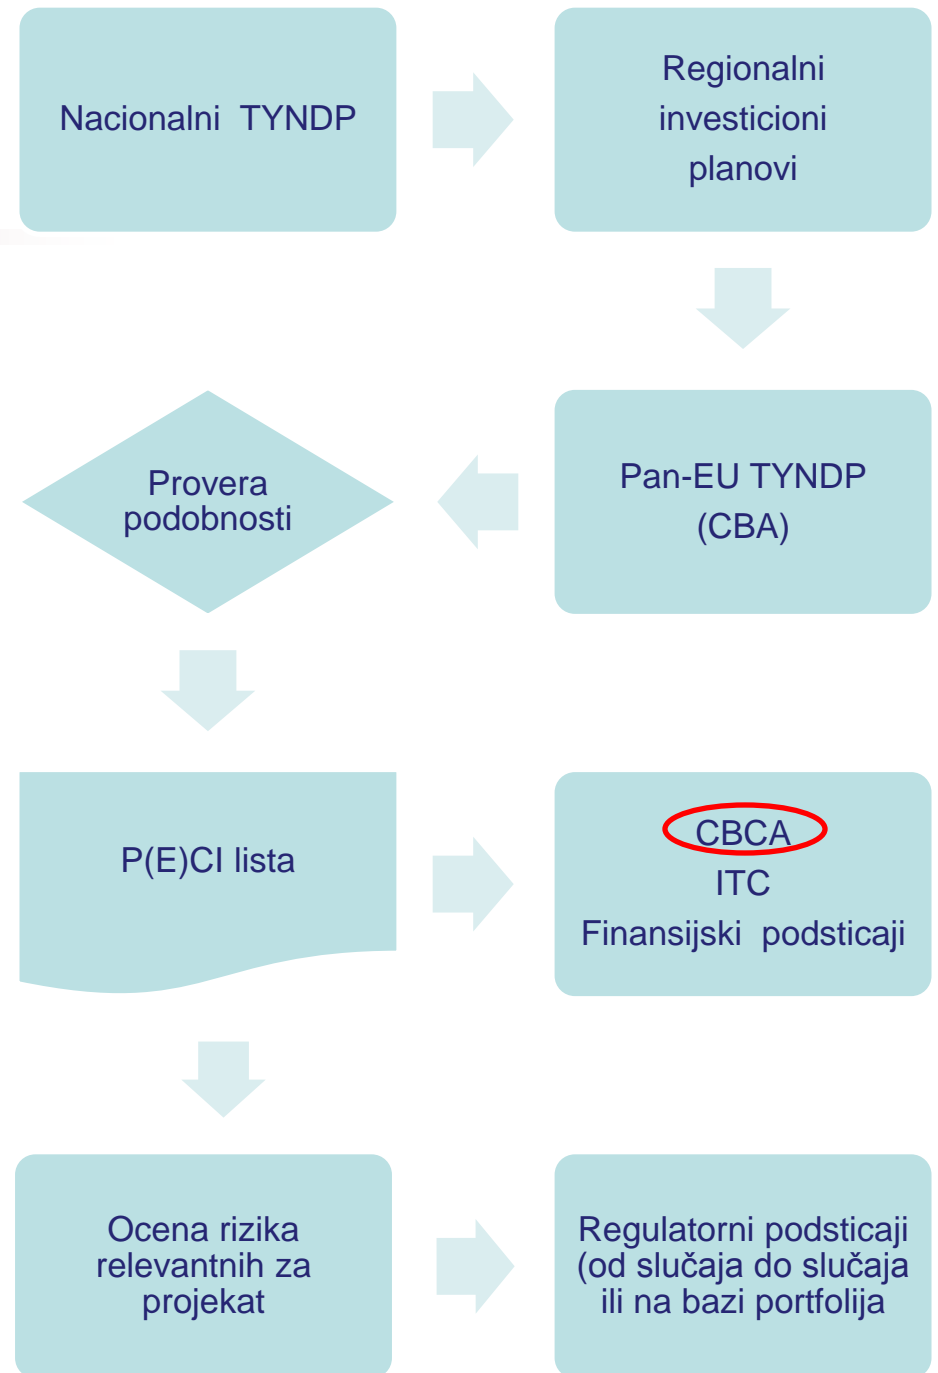 Nacionalni TYNDP
Regionalni
investicioni
planovi
Pan-EU TYNDP
(CBA)
Provera
podobnosti
P(E)CI lista
CBCA
ITC
Finansijski podsticaji
Ocena rizika
relevantnih za
projekat
Regulatorni podsticaji
(od slučaja do slučaja
ili na bazi portfolija